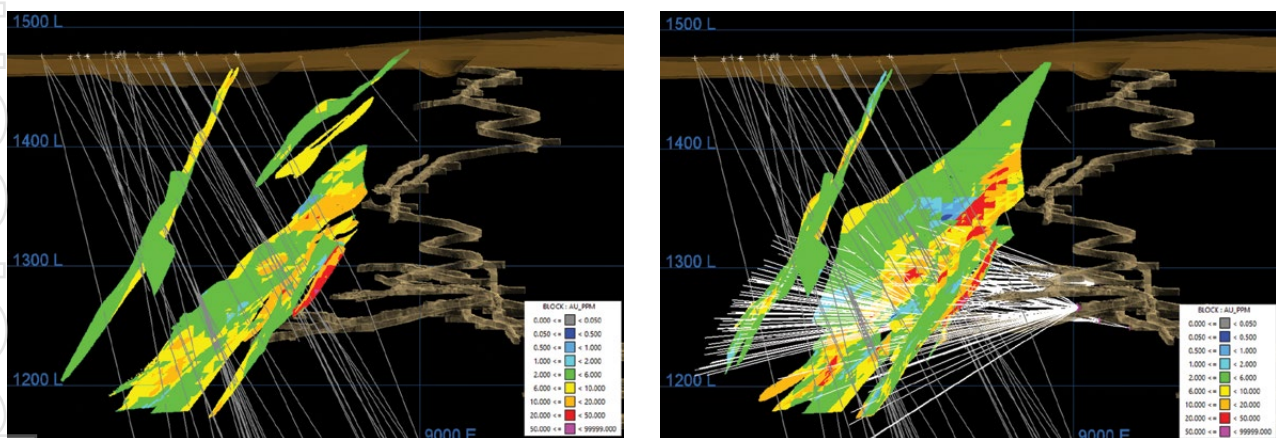 1500 L
1400 L
1300 L
1200 L
9000 E
BLOCK : AU_PPM
0.000 <= < 0.050
0.050 <= < 0.500
0.500 <= < 1.000
1.000 <= < 2.000
2.000 <= < 6.000
6.000 <= < 10.000
10.000 <= < 20.000
20.000 <= < 50.000
50.000 <= < 99999.000
1500 L
1400 L
1300 L
1200 L
9000 E
BLOCK : AU_PPM
0.000 <= < 0.050
0.050 <= < 0.500
0.500 <= < 1.000
1.000 <= < 2.000
2.000 <= < 6.000
6.000 <= < 10.000
10.000 <= < 20.000
20.000 <= < 50.000
50.000 <= < 99999.000